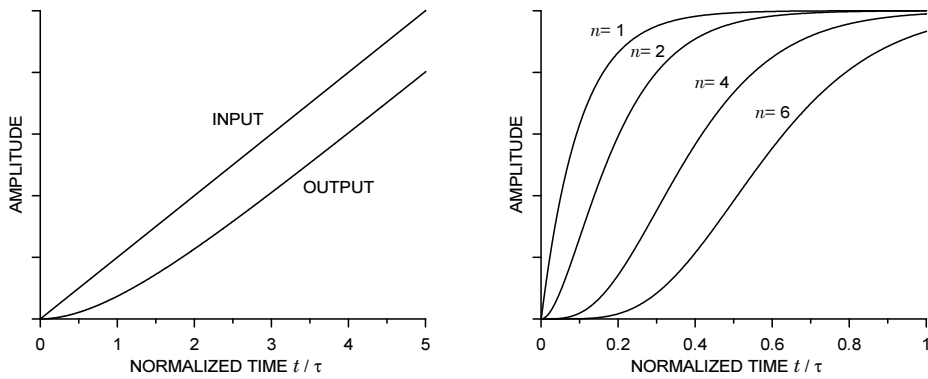 AMPLITUDE
INPUT
OUTPUT
0 1 2 3 4 5
NORMALIZED TIME t / τ
AMPLITUDE
n= 1
n= 2
n= 4
n= 6
0 0.2 0.4 0.6 0.8 1
NORMALIZED TIME t / τ